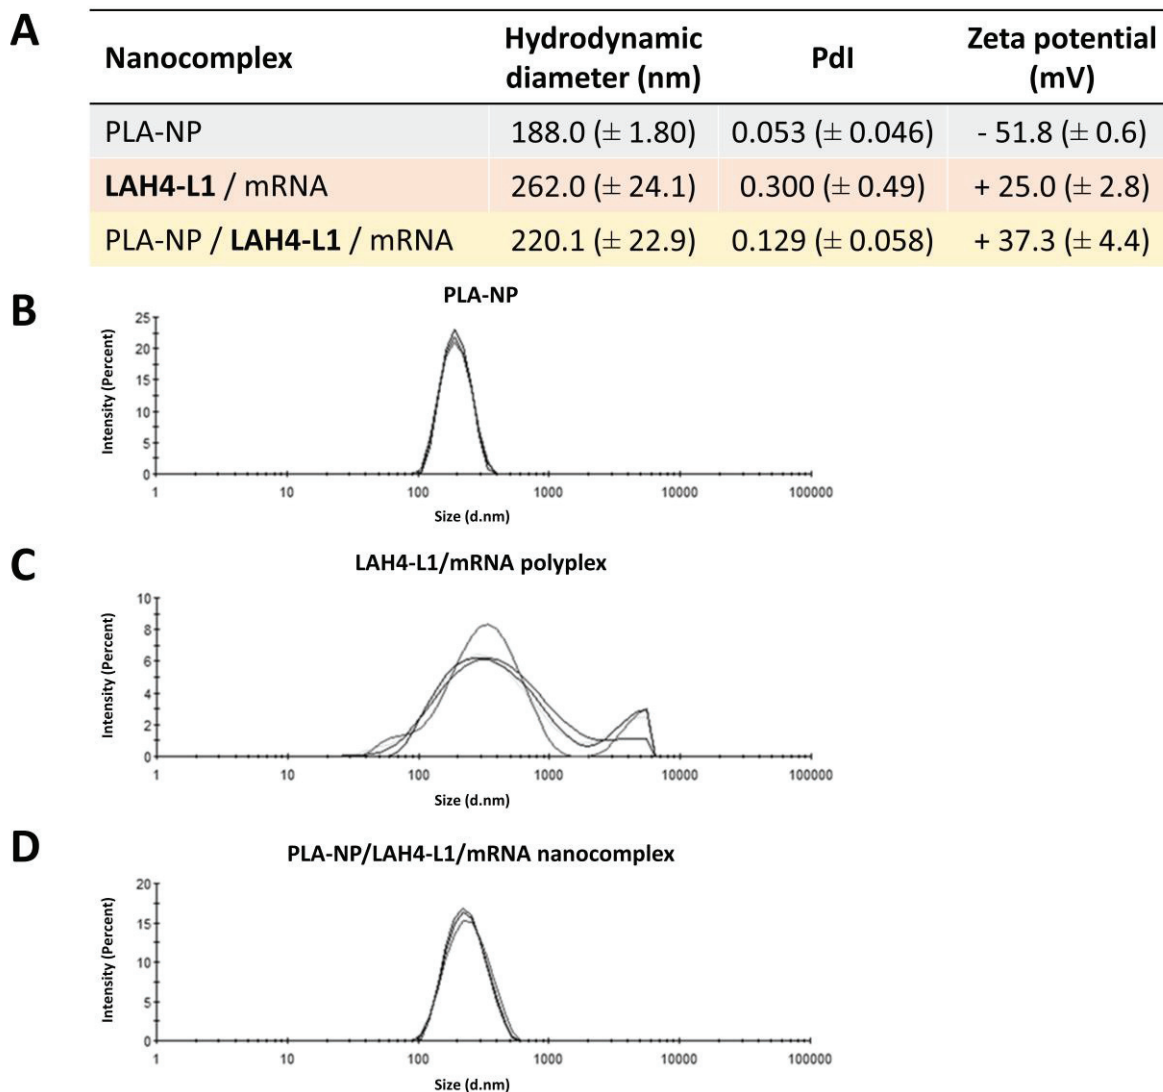 A
Nanocomplex Hydrodynamic diameter (nm) PdI Zeta potential (mV)
PLA-NP 188.0 (± 1.80) 0.053 (± 0.046) - 51.8 (± 0.6)
LAH4-L1 / mRNA 262.0 (± 24.1) 0.300 (± 0.49) + 25.0 (± 2.8)
PLA-NP / LAH4-L1 / mRNA 220.1 (± 22.9) 0.129 (± 0.058) + 37.3 (± 4.4)
B
PLA-NP
Intensity (Percent)
25
20
15
10
5
0
1 10 100 1000 10000 100000
Size (d.nm)
C
LAH4-L1/mRNA polyplex
Intensity (Percent)
10
8
6
4
2
0
1 10 100 1000 10000 100000
Size (d.nm)
D
PLA-NP/LAH4-L1/mRNA nanocomplex
Intensity (Percent)
20
15
10
5
0
1 10 100 1000 10000 100000
Size (d.nm)